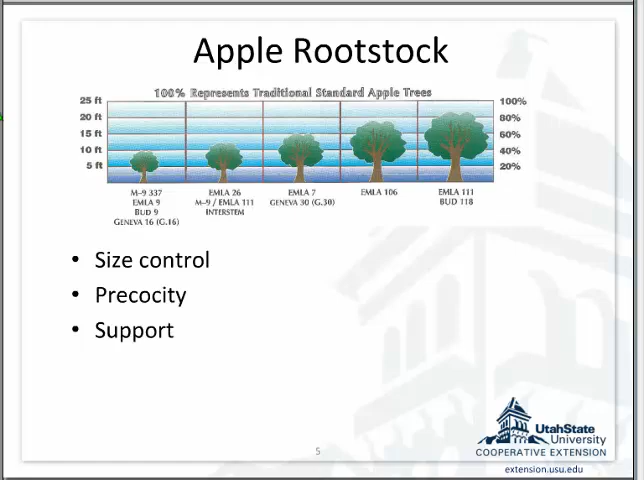 Apple Rootstock
100% Represents Traditional Standard Apple Trees
25 ft
20 ft
15 ft
10 ft
5 ft
100%
80%
60%
40%
20%
M-9 337
EMLA 9
BUD 9
GENEVA 16 (G.16)
EMLA 26
M-9 / EMLA 111
INTERSTEM
EMLA 7
GENEVA 30 (G.30)
EMLA 106
EMLA 111
BUD 118
• Size control
• Precocity
• Support
5
UtahState
University
COOPERATIVE EXTENSION
extension.usu.edu